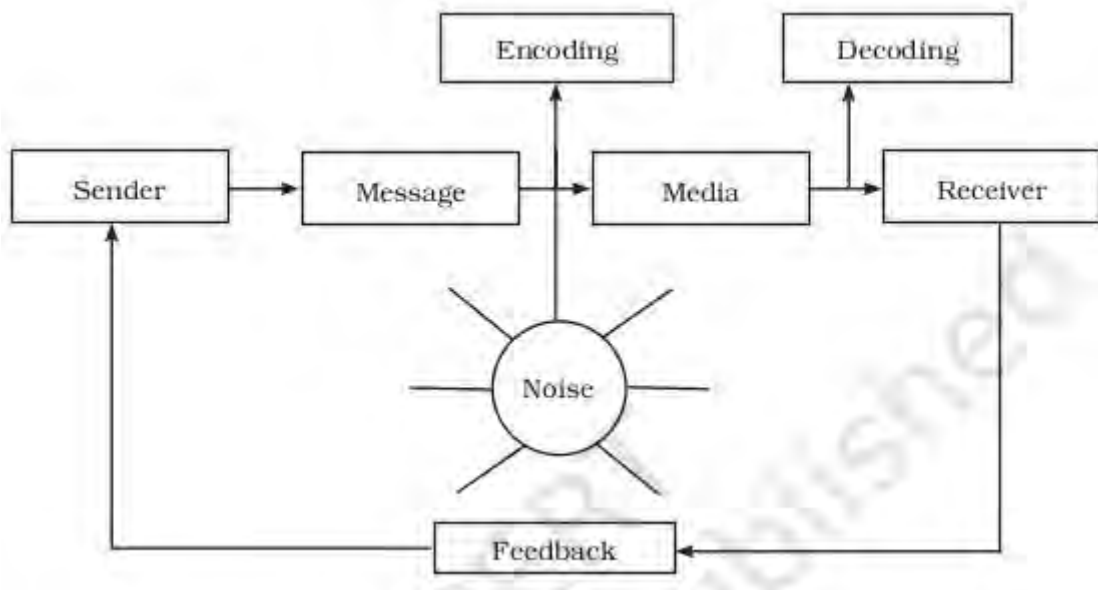 Encoding
Decoding
Sender
Message
Media
Receiver
Noise
Feedback